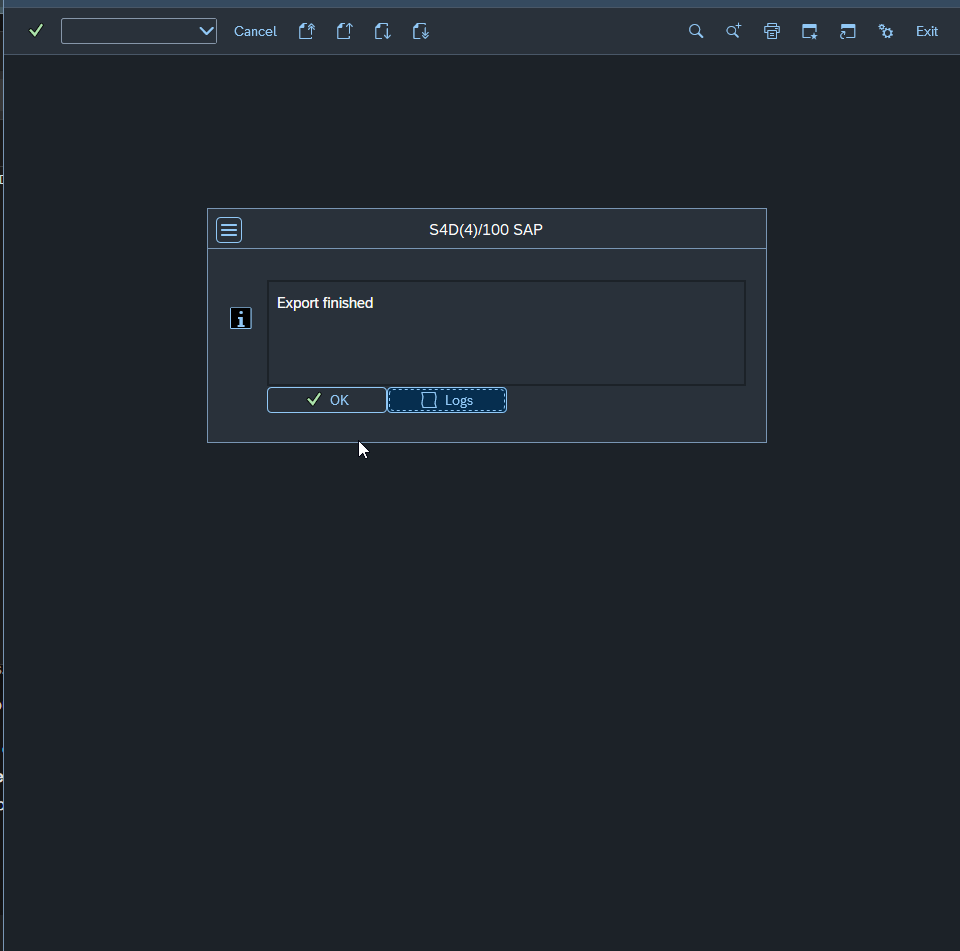 Cancel
Exit
S4D(4)/100 SAP
Export finished
OK
Logs